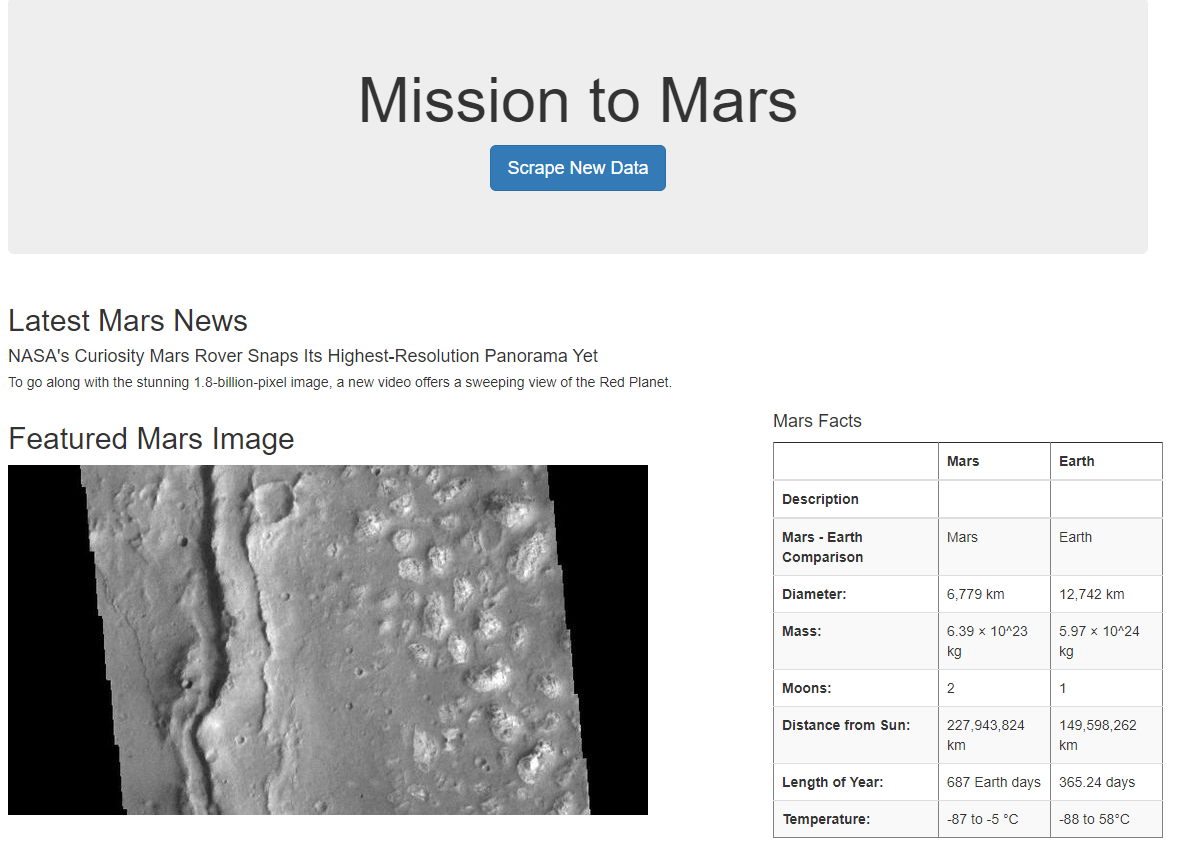 Mission to Mars
Scrape New Data
Latest Mars News
NASA's Curiosity Mars Rover Snaps Its Highest-Resolution Panorama Yet
To go along with the stunning 1.8-billion-pixel image, a new video offers a sweeping view of the Red Planet.
Featured Mars Image
Mars Facts
Mars Earth
Description
Mars - Earth Mars Earth
Comparison
Diameter: 6,779 km 12,742 km
Mass: 6.39 × 10^23 5.97 × 10^24
kg kg
Moons: 2 1
Distance from Sun: 227,943,824 149,598,262
km km
Length of Year: 687 Earth days 365.24 days
Temperature: -87 to -5 °C -88 to 58°C